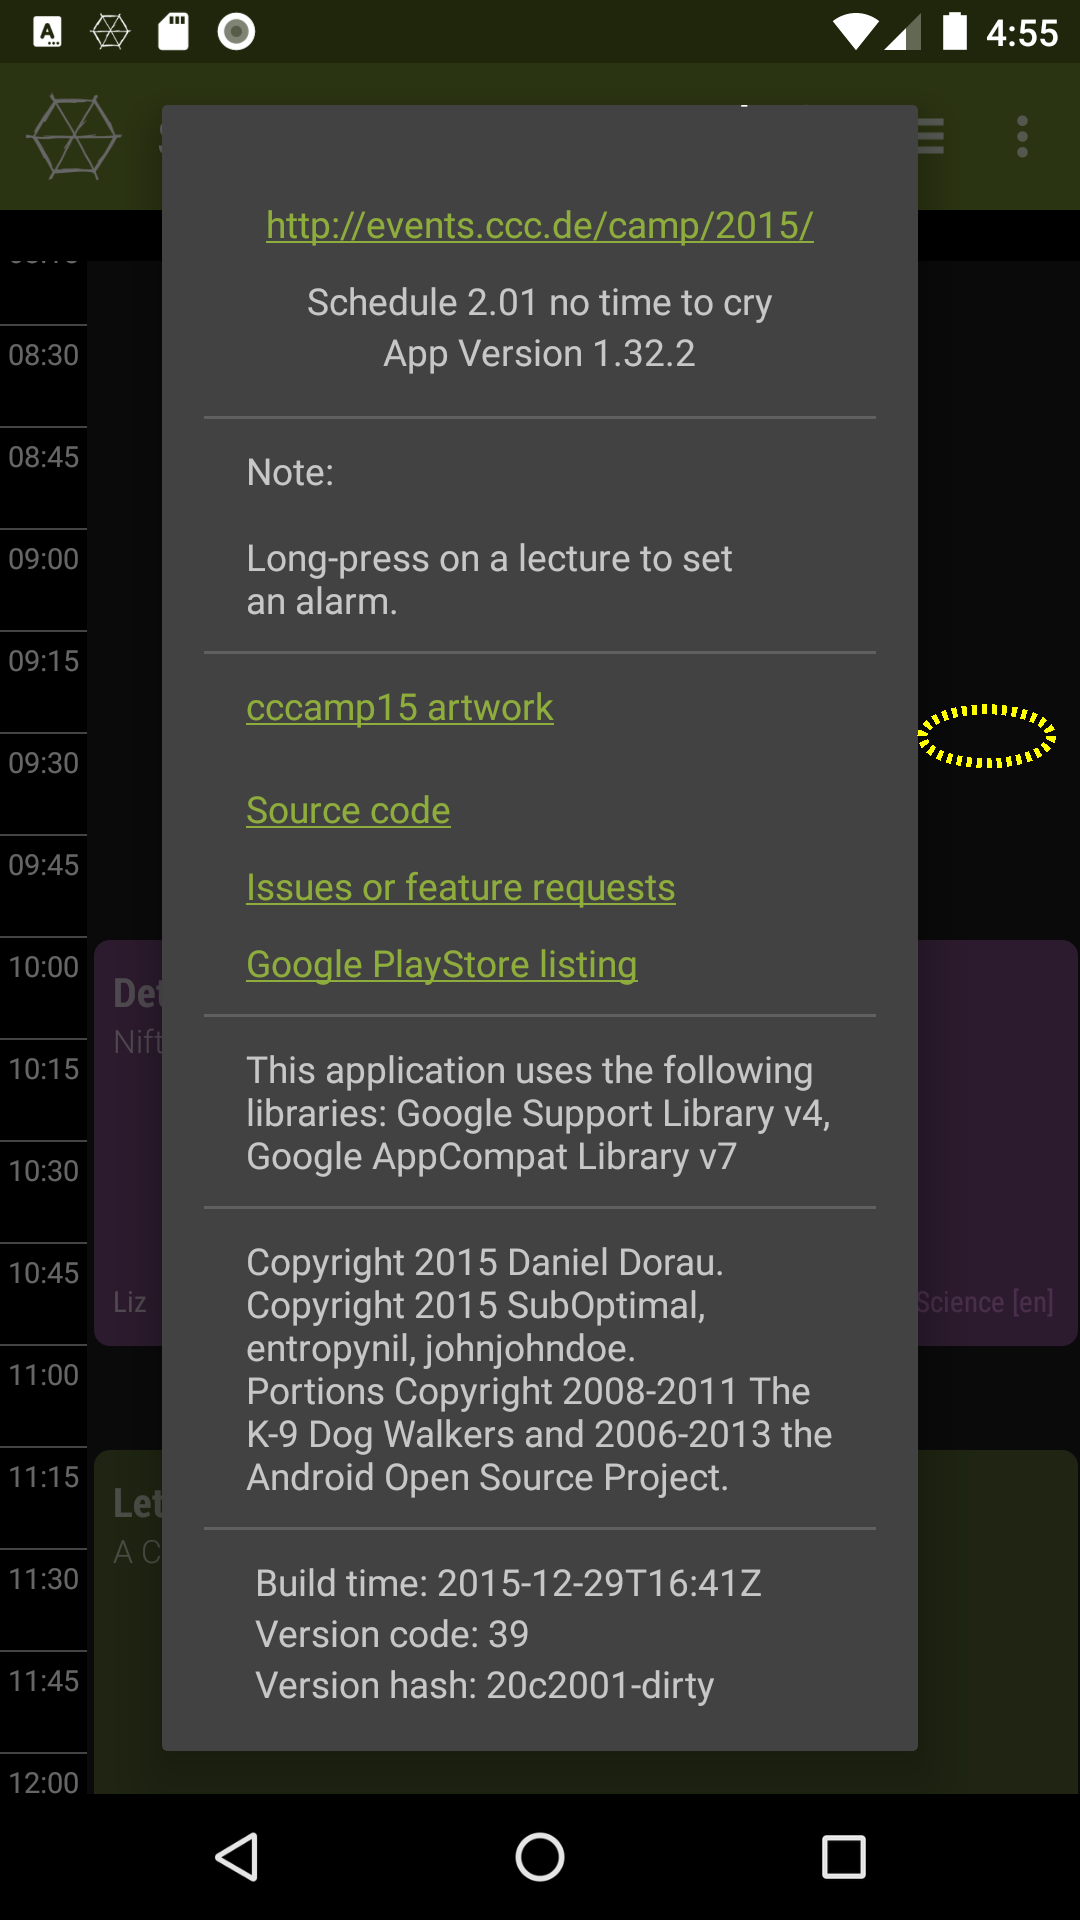 4:55
http://events.ccc.de/camp/2015/
Schedule 2.01 no time to cry
App Version 1.32.2
Note:
Long-press on a lecture to set
an alarm.
cccamp15 artwork
Source code
Issues or feature requests
Google PlayStore listing
This application uses the following
libraries: Google Support Library v4,
Google AppCompat Library v7
Copyright 2015 Daniel Dorau.
Copyright 2015 SubOptimal,
entropynil, johnjohndoe.
Portions Copyright 2008-2011 The
K-9 Dog Walkers and 2006-2013 the
Android Open Source Project.
Build time: 2015-12-29T16:41Z
Version code: 39
Version hash: 20c2001-dirty
08:30
08:45
09:00
09:15
09:30
09:45
10:00
10:15
10:30
10:45
11:00
11:15
11:30
11:45
12:00
Det
Nift
Liz
Science [en]
Let
A C